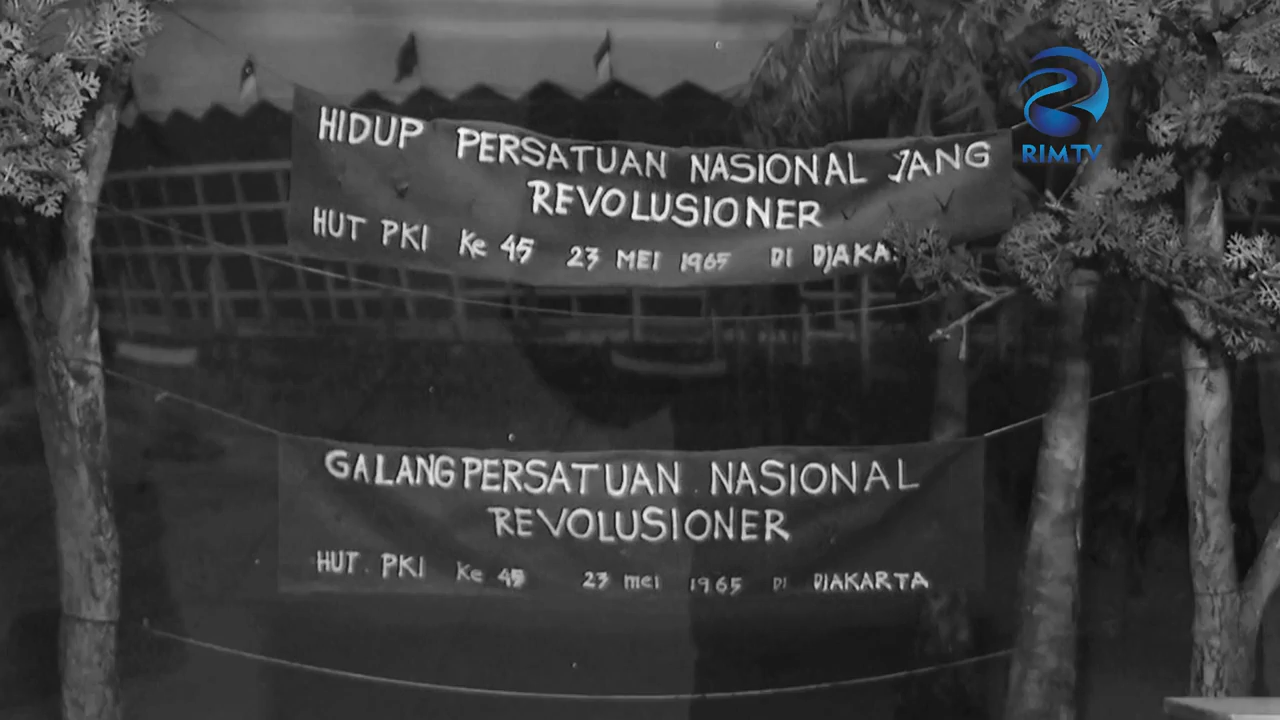 HIDUP PERSATUAN NASIONAL JANG
REVOLUSIONER
HUT PKI Ke 45 23 MEI 1965 DI DJAKA
RIMTV
GALANG PERSATUAN NASIONAL
REVOLUSIONER
HUT. PKI Ke 45 23 mei 1965 DI DJAKARTA